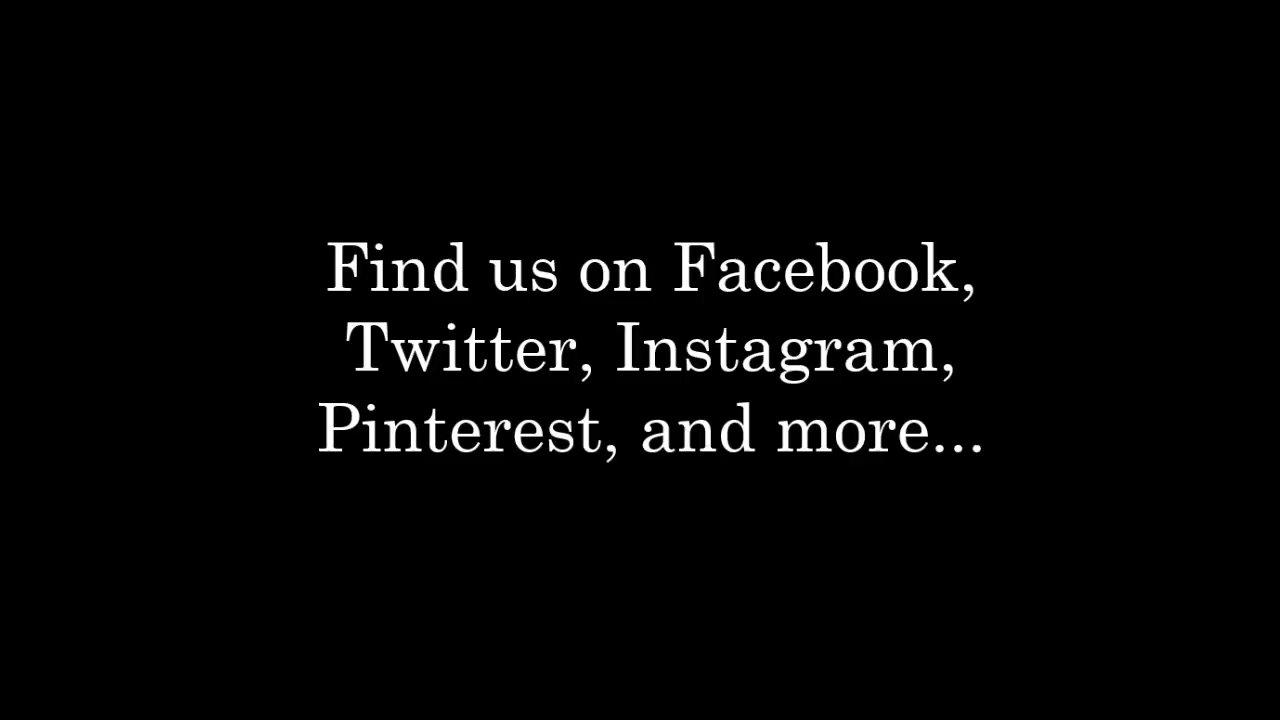 Find us on Facebook,
Twitter, Instagram,
Pinterest, and more...